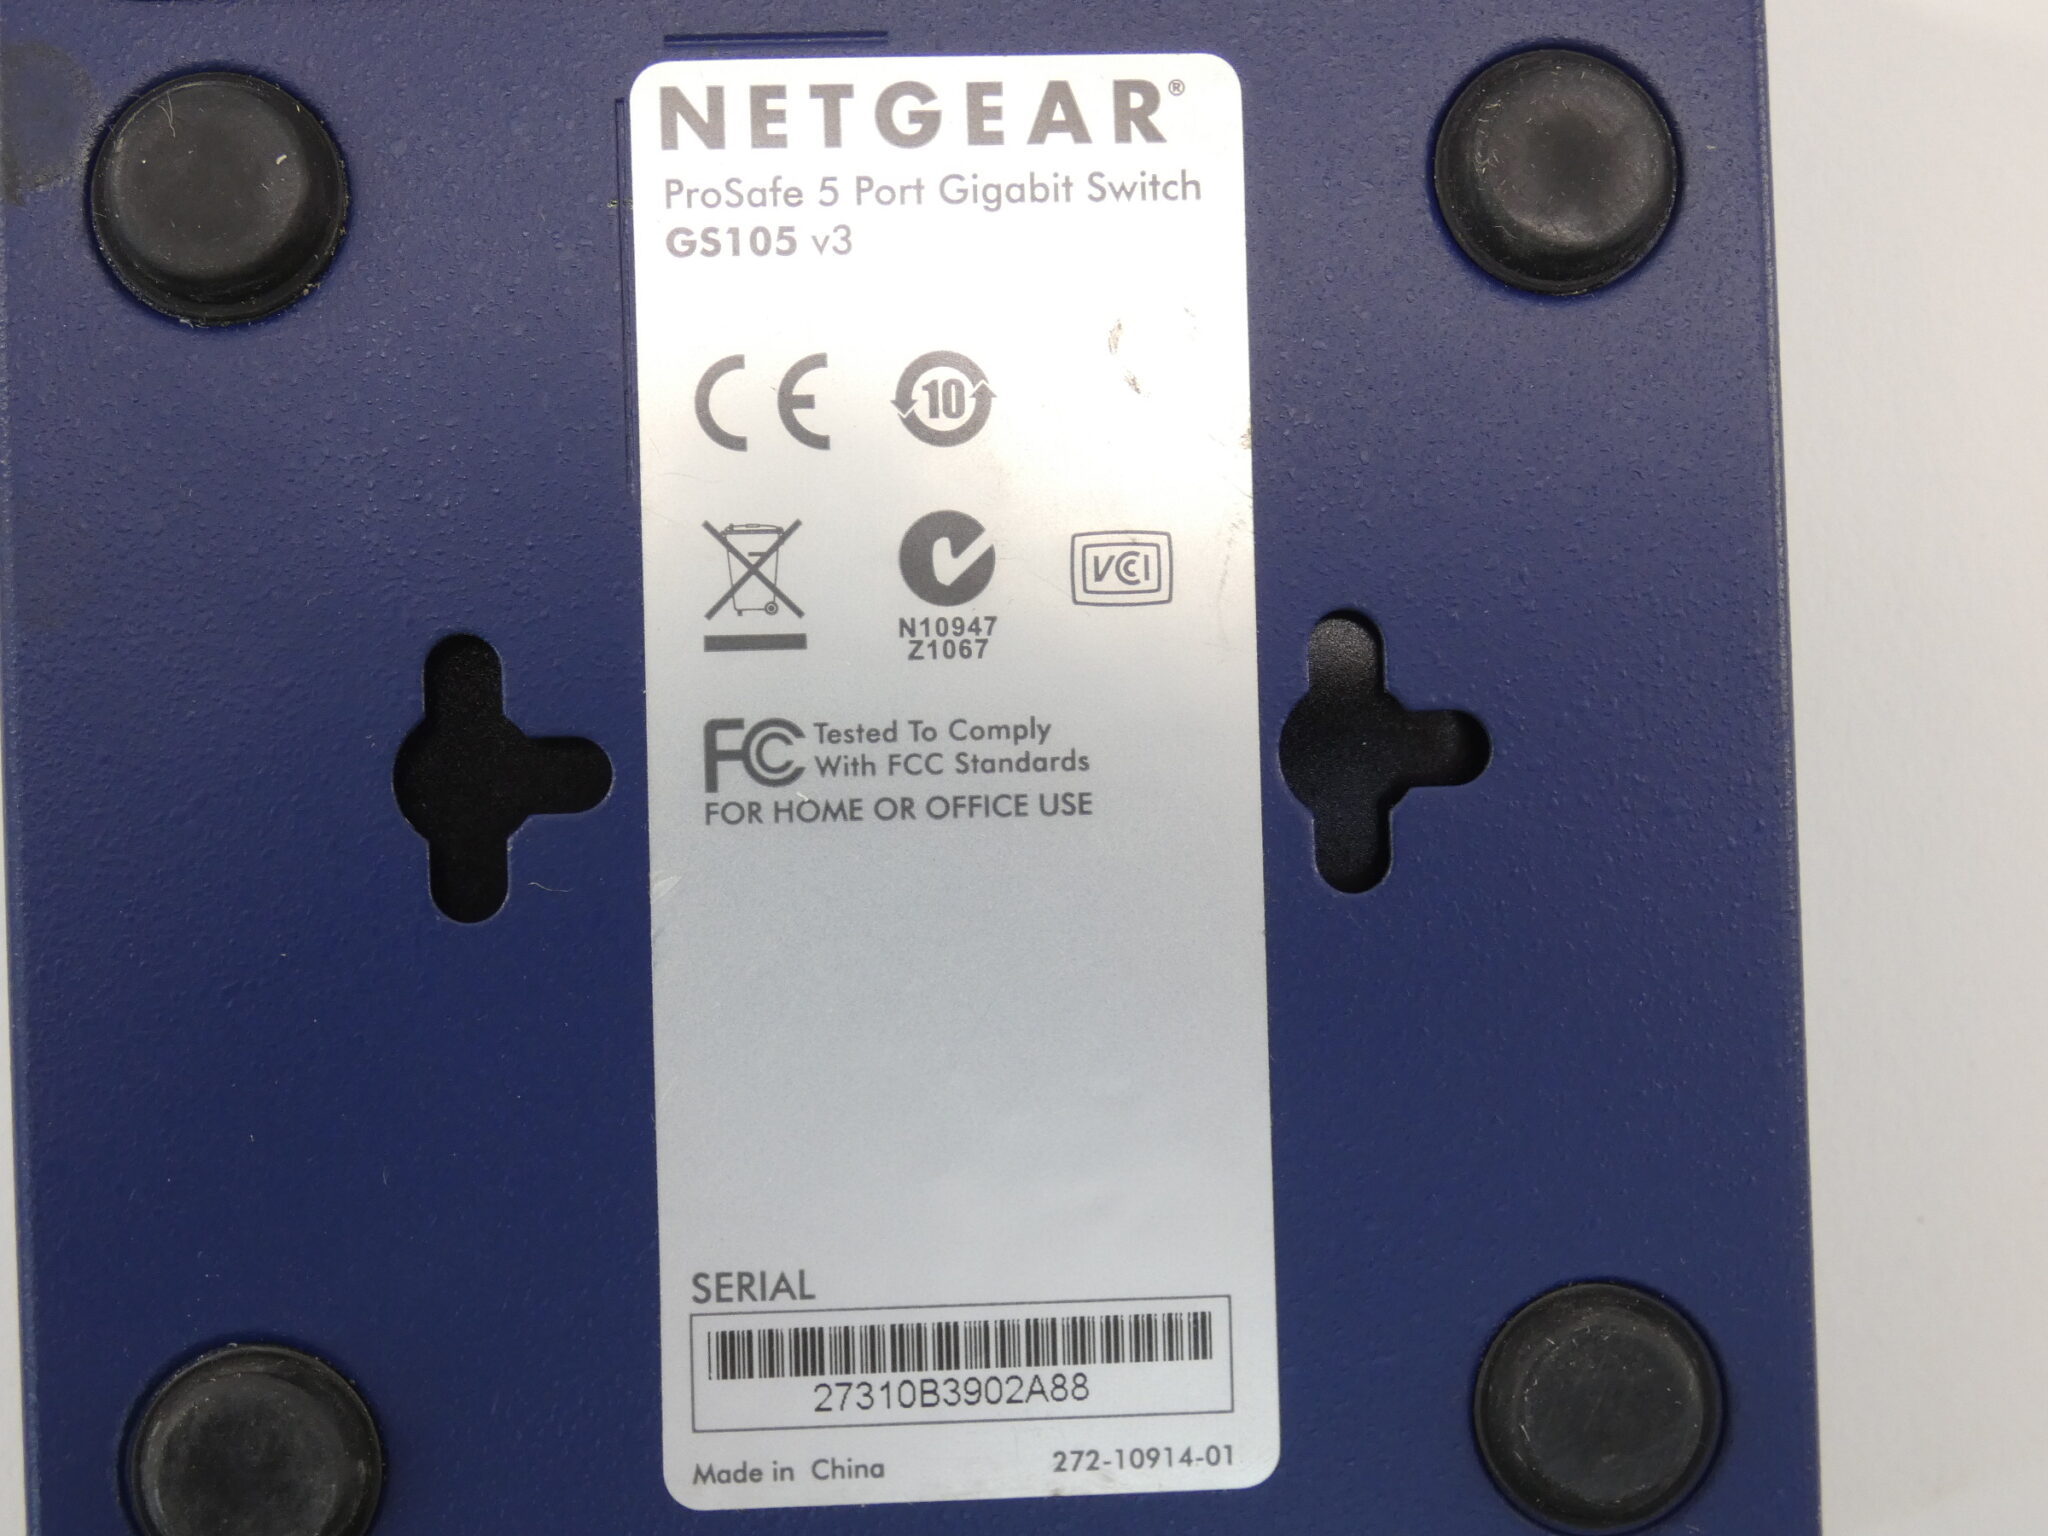 NETGEAR®
ProSafe 5 Port Gigabit Switch
GS105 v3
CE 10
VCCI
N10947
Z1067
FC Tested To Comply
With FCC Standards
FOR HOME OR OFFICE USE
SERIAL
27310B3902A88
Made in China 272-10914-01